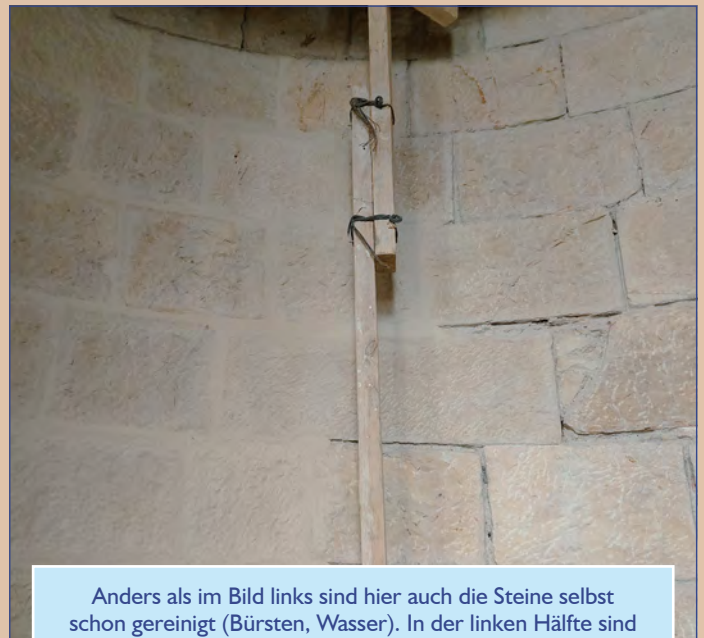 Anders als im Bild links sind hier auch die Steine selbst
schon gereinigt (Bürsten, Wasser). In der linken Hälfte sind